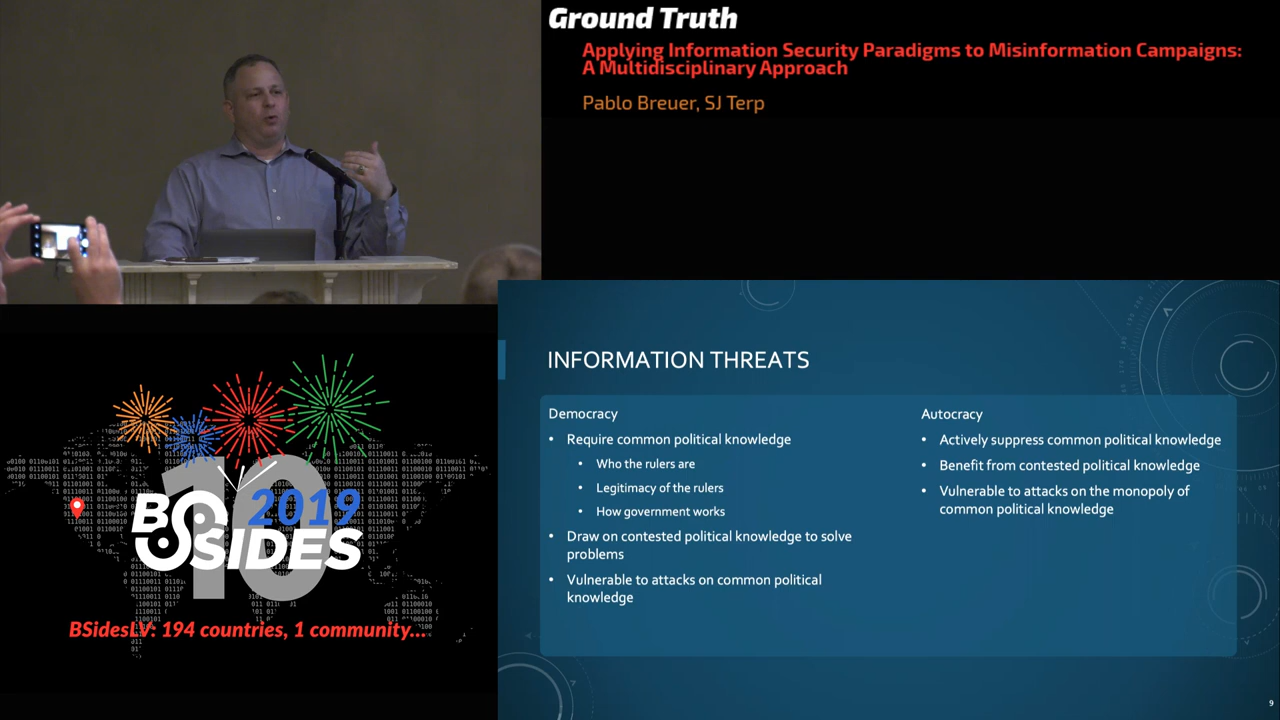 Ground Truth
Applying Information Security Paradigms to Misinformation Campaigns:
A Multidisciplinary Approach
Pablo Breuer, SJ Terp
INFORMATION THREATS
Democracy
• Require common political knowledge
• Who the rulers are
• Legitimacy of the rulers
• How government works
• Draw on contested political knowledge to solve
problems
• Vulnerable to attacks on common political
knowledge
Autocracy
• Actively suppress common political knowledge
• Benefit from contested political knowledge
• Vulnerable to attacks on the monopoly of
common political knowledge
9
10
2019
BSIDES
BSidesLV: 194 countries, 1 community...